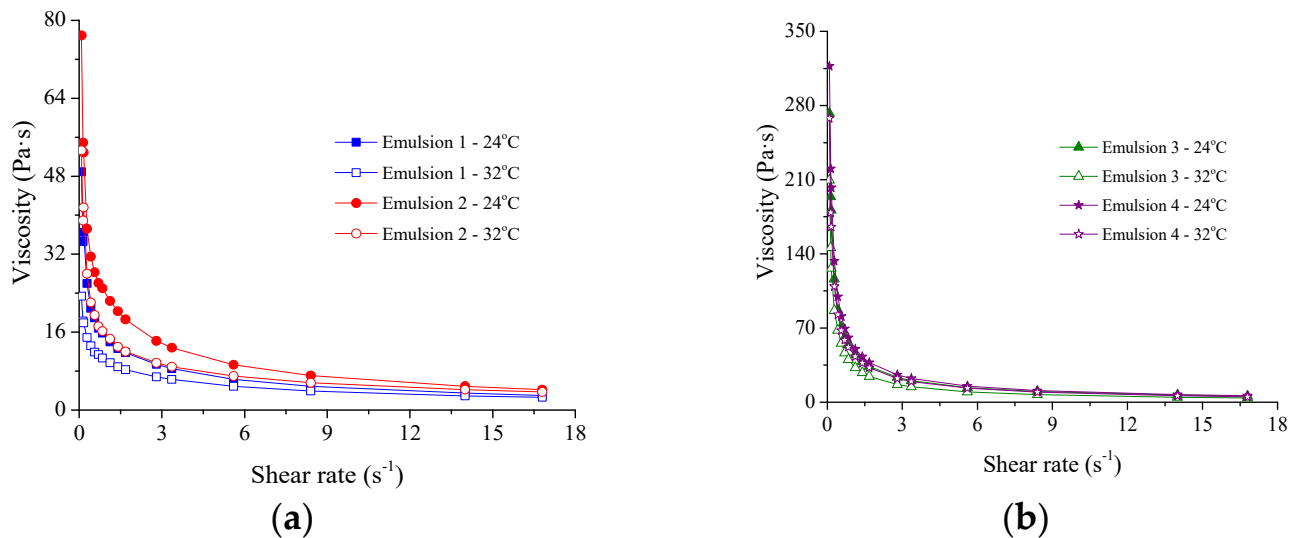 80
64
48
32
16
0
Viscosity (Pa·s)
Emulsion 1 - 24°C
Emulsion 1 - 32°C
Emulsion 2 - 24°C
Emulsion 2 - 32°C
0 3 6 9 12 15 18
Shear rate (s⁻¹)
(a)
350
280
210
140
70
0
Viscosity (Pa·s)
Emulsion 3 - 24°C
Emulsion 3 - 32°C
Emulsion 4 - 24°C
Emulsion 4 - 32°C
0 3 6 9 12 15 18
Shear rate (s⁻¹)
(b)